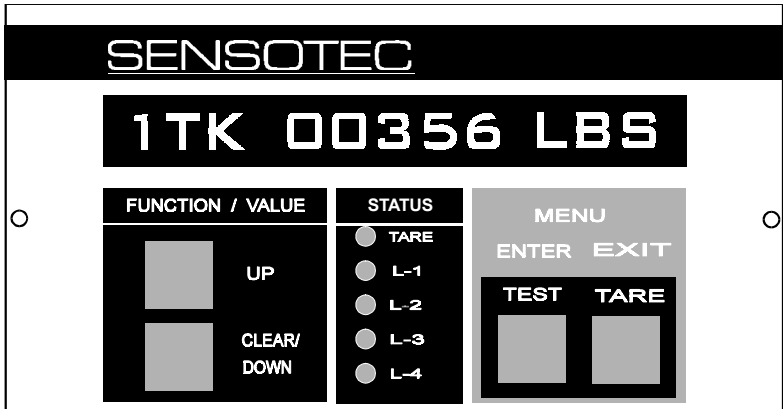 SENSOTEC
1TK 00356 LBS
FUNCTION / VALUE
UP
CLEAR/
DOWN
STATUS
TARE
L-1
L-2
L-3
L-4
MENU
ENTER EXIT
TEST TARE